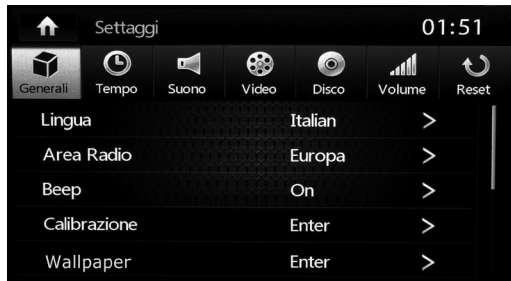 Settaggi 01:51
Generali Tempo Suono Video Disco Volume Reset
Lingua Italian >
Area Radio Europa >
Beep On >
Calibrazione Enter >
Wallpaper Enter >